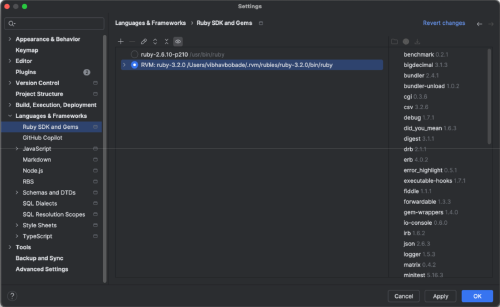 Settings
Languages & Frameworks › Ruby SDK and Gems
Revert changes
Appearance & Behavior
Keymap
Editor
Plugins 2
Version Control
Project Structure
Build, Execution, Deployment
Languages & Frameworks
Ruby SDK and Gems
GitHub Copilot
JavaScript
Markdown
Node.js
RBS
Schemas and DTDs
SQL Dialects
SQL Resolution Scopes
Style Sheets
TypeScript
Tools
Backup and Sync
Advanced Settings
ruby-2.6.10-p210 /usr/bin/ruby
RVM: ruby-3.2.0 /Users/vibhavbobade/.rvm/rubies/ruby-3.2.0/bin/ruby
benchmark 0.2.1
bigdecimal 3.1.3
bundler 2.4.1
bundler-unload 1.0.2
cgi 0.3.6
csv 3.2.6
debug 1.7.1
did_you_mean 1.6.3
digest 3.1.1
drb 2.1.1
erb 4.0.2
error_highlight 0.5.1
executable-hooks 1.7.1
fiddle 1.1.1
forwardable 1.3.3
gem-wrappers 1.4.0
io-console 0.6.0
irb 1.6.2
json 2.6.3
logger 1.5.3
matrix 0.4.2
minitest 5.16.3
?
Cancel
Apply
OK